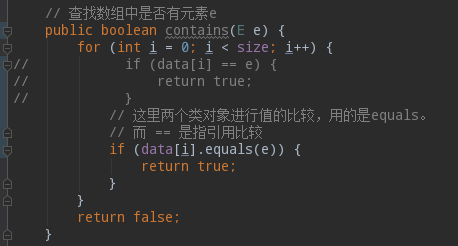 // 查找数组中是否有元素e
public boolean contains(E e) {
for (int i = 0; i < size; i++) {
// if (data[i] == e) {
// return true;
// }
// 这里两个类对象进行值的比较，用的是equals。
// 而 == 是指引用比较
if (data[i].equals(e)) {
return true;
}
}
return false;
}